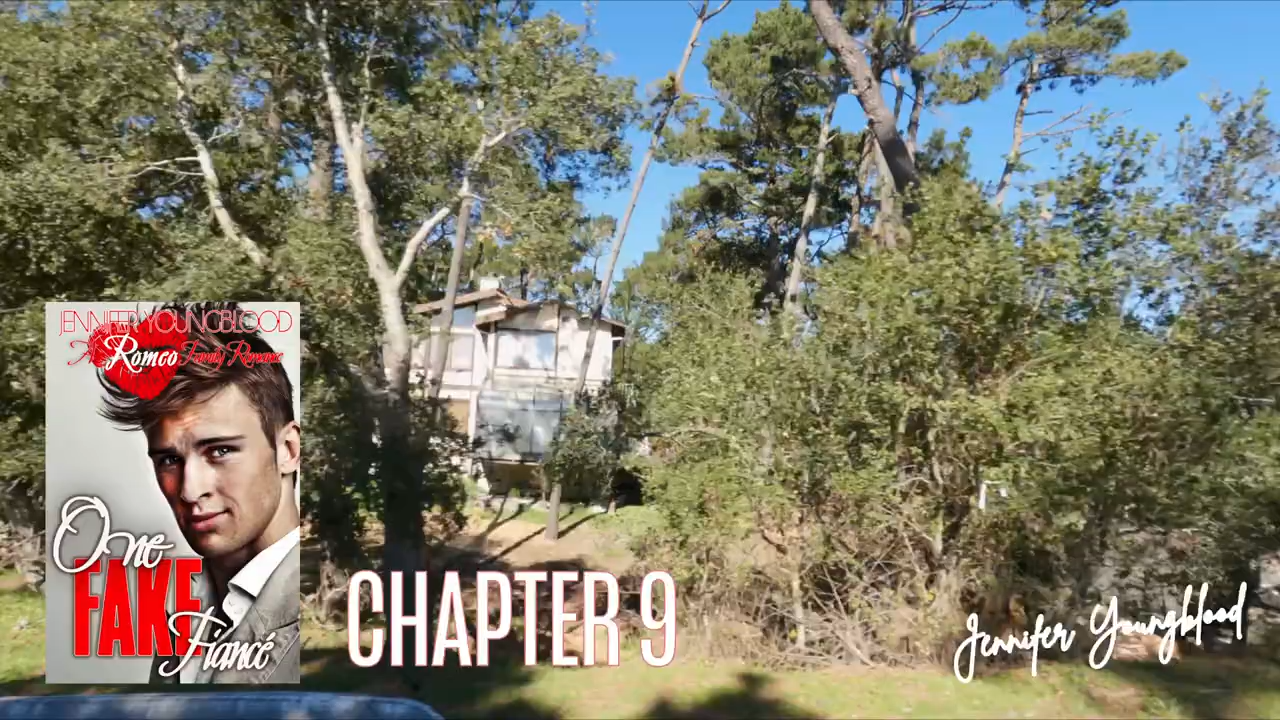 JENNIFER YOUNGBLOOD
A Romeo Family Romance
One
FAKE
Fiancé
CHAPTER 9
Jennifer Youngblood